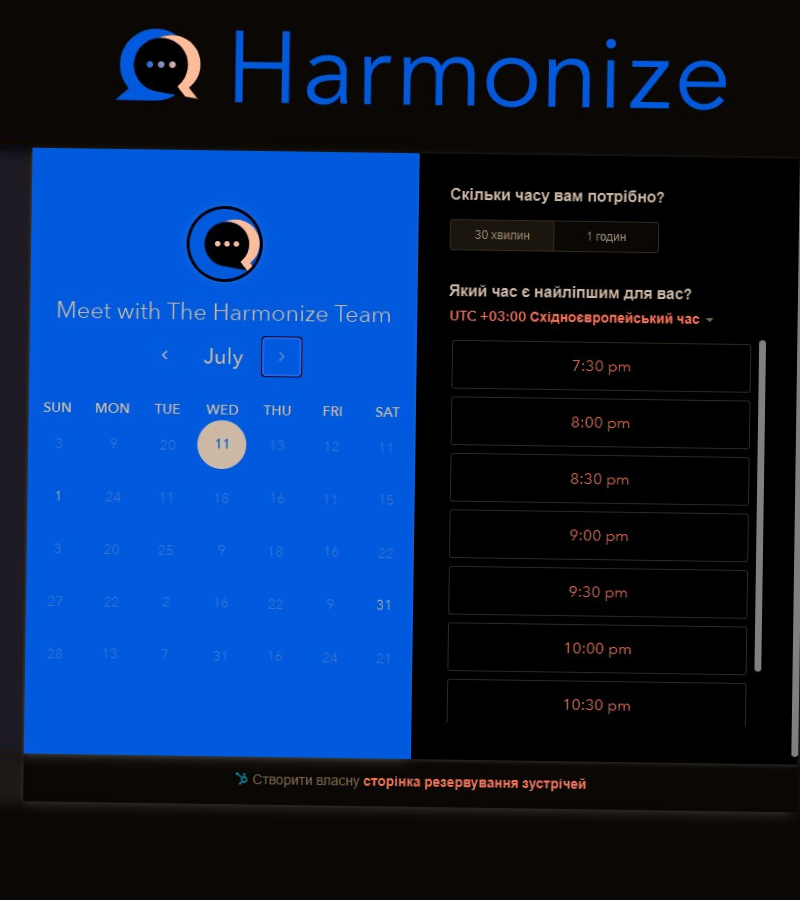 Harmonize
Meet with The Harmonize Team
July
SUN MON TUE WED THU FRI SAT
3 9 20 11 13 12 11
1 24 11 18 16 11 15
3 20 25 9 18 16 22
27 22 2 16 22 9 31
28 13 7 31 16 24 21
Скільки часу вам потрібно?
30 хвилин 1 годин
Який час є найліпшим для вас?
UTC +03:00 Східноєвропейський час
7:30 pm
8:00 pm
8:30 pm
9:00 pm
9:30 pm
10:00 pm
10:30 pm
Створити власну сторінка резервування зустрічей